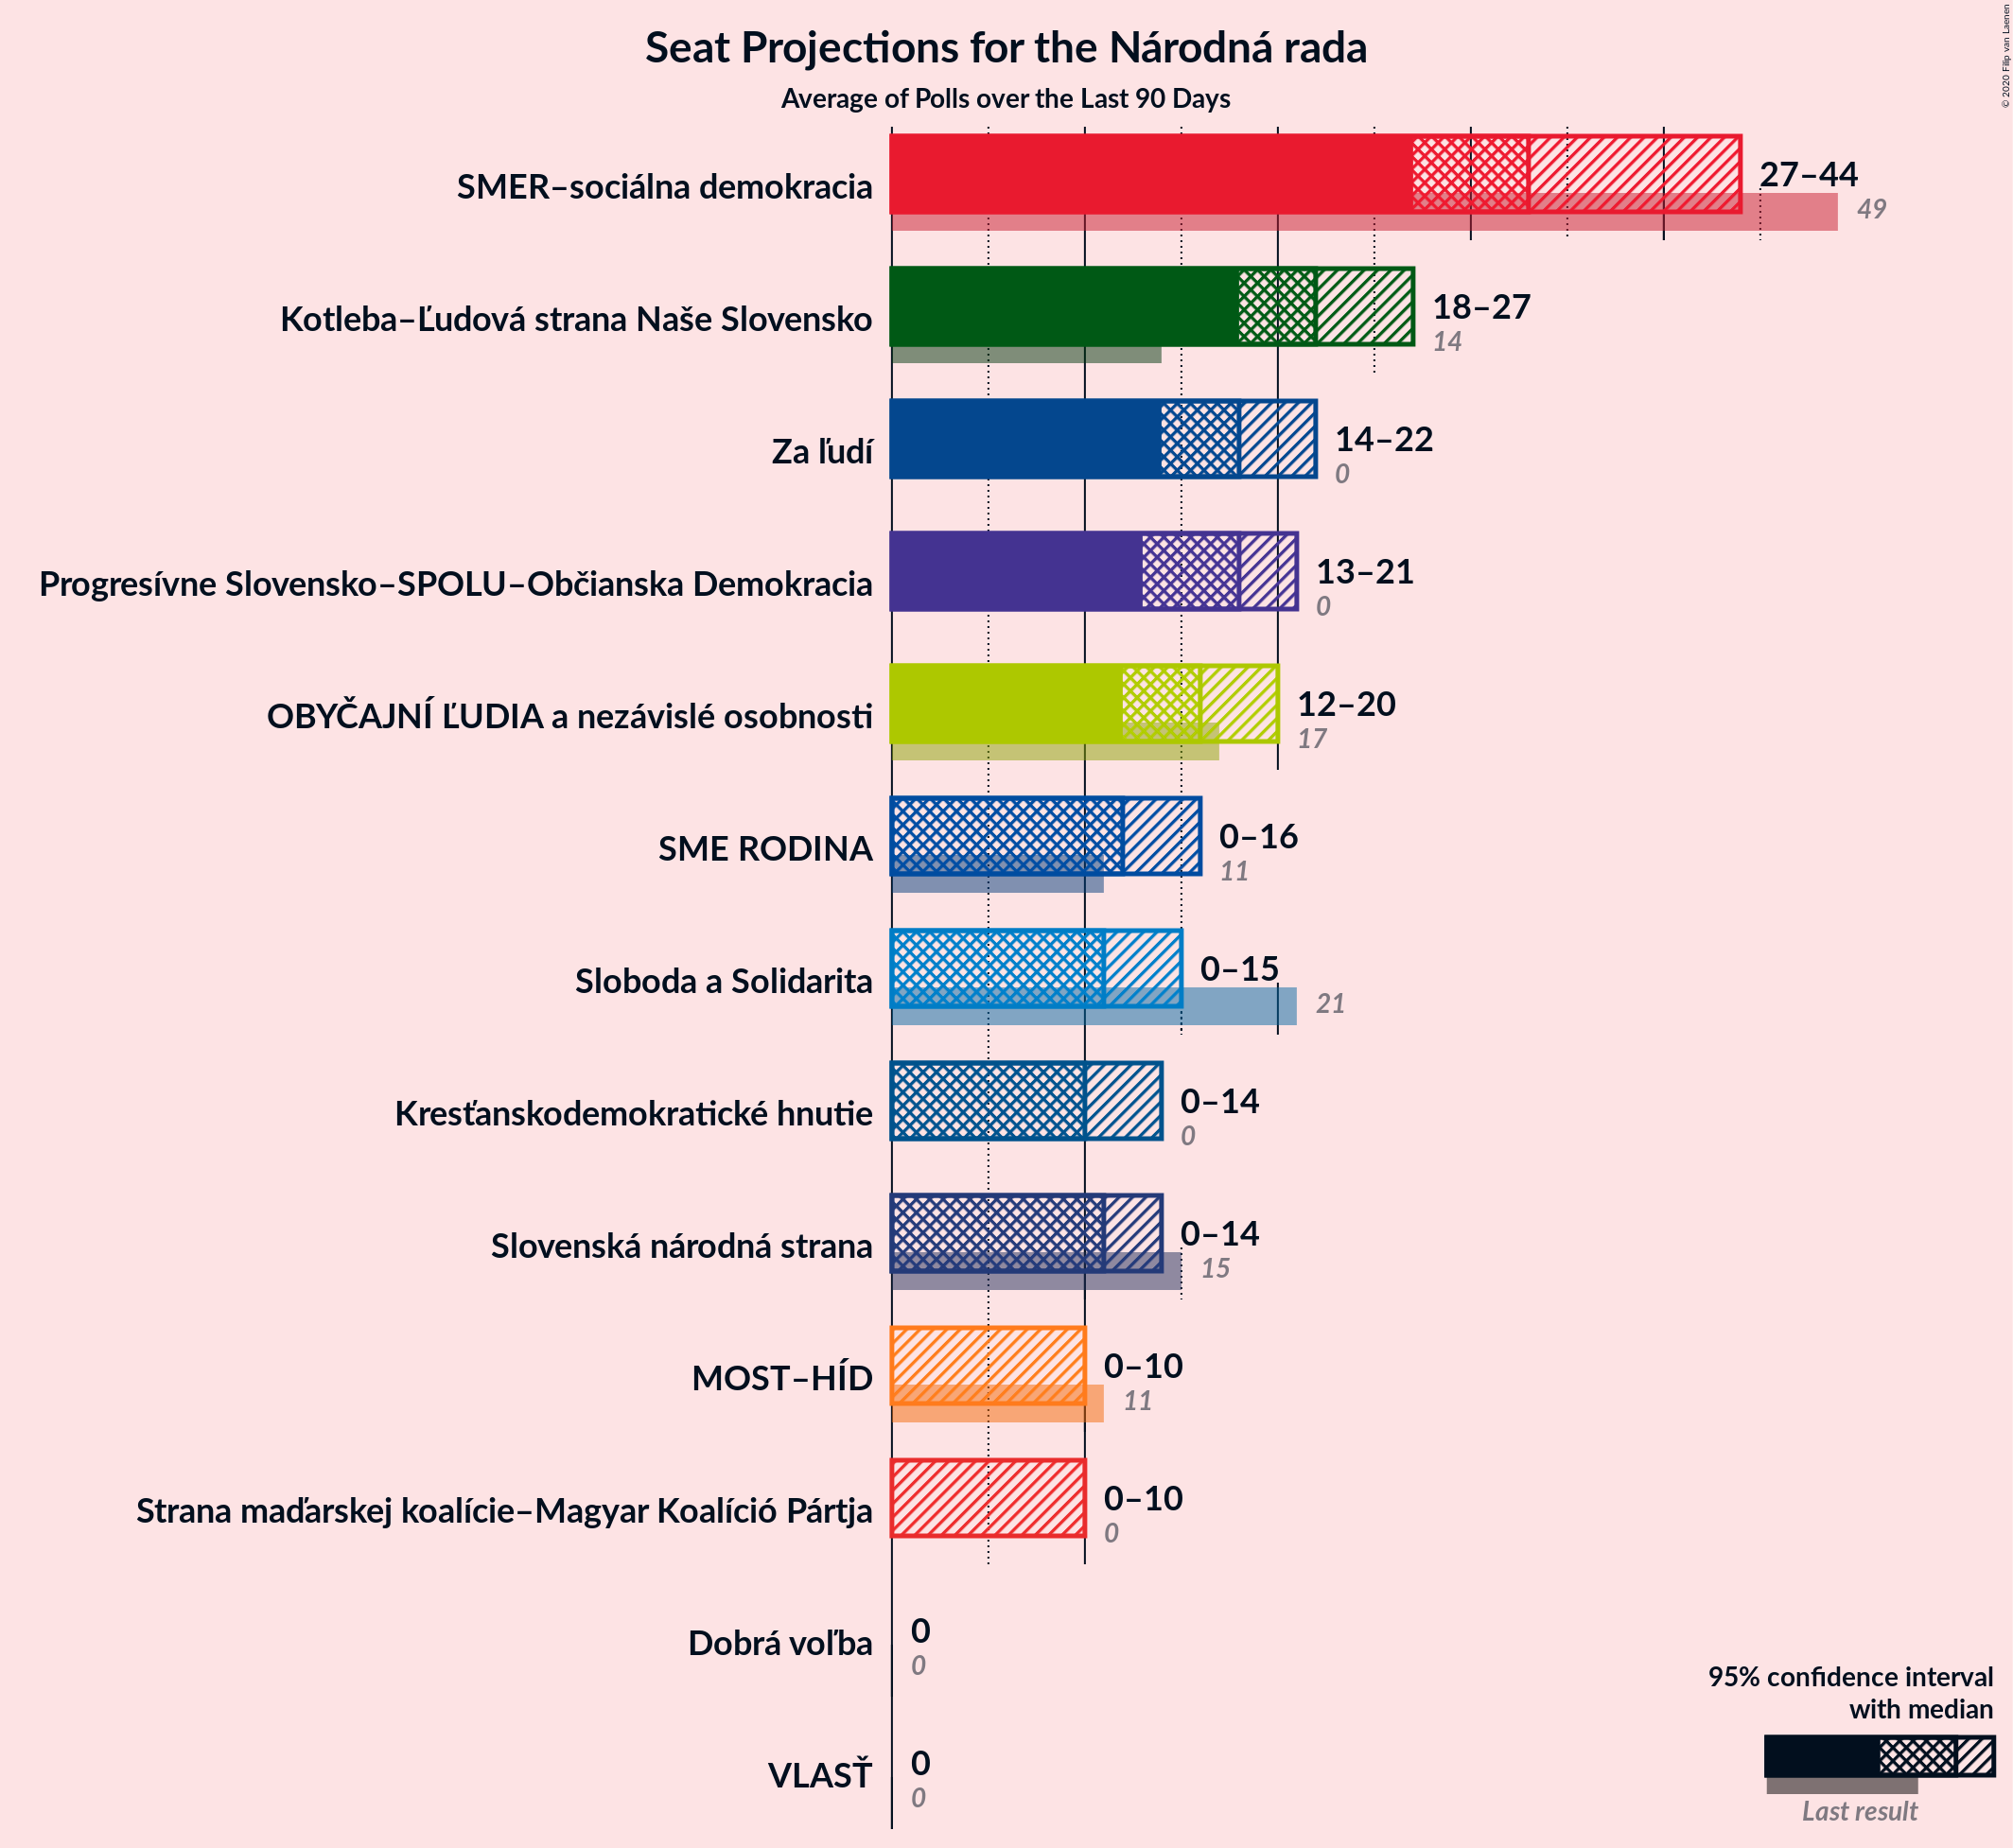 Seat Projections for the Národná rada
Average of Polls over the Last 90 Days
© 2020 Filip van Laenen
SMER–sociálna demokracia
27–44
49
Kotleba–Ľudová strana Naše Slovensko
18–27
14
Za ľudí
14–22
0
Progresívne Slovensko–SPOLU–Občianska Demokracia
13–21
0
OBYČAJNÍ ĽUDIA a nezávislé osobnosti
12–20
17
SME RODINA
0–16
11
Sloboda a Solidarita
0–15
21
Kresťanskodemokratické hnutie
0–14
0
Slovenská národná strana
0–14
15
MOST–HÍD
0–10
11
Strana maďarskej koalície–Magyar Koalíció Pártja
0–10
0
Dobrá voľba
0
0
VLASŤ
0
0
95% confidence interval
with median
Last result